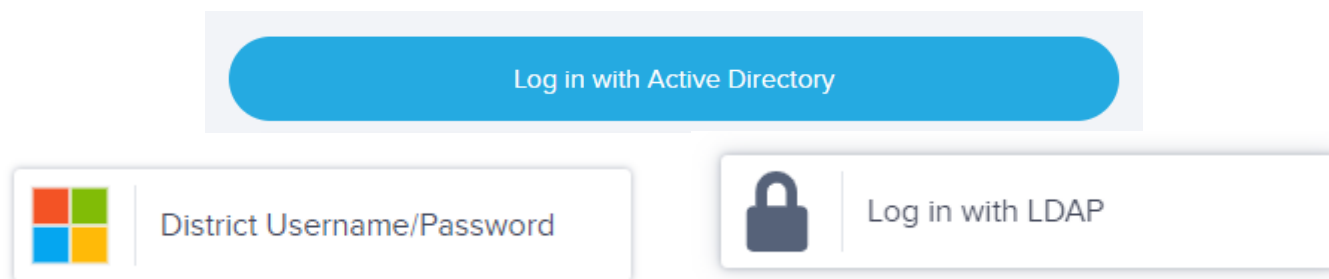 Log in with Active Directory
District Username/Password
Log in with LDAP